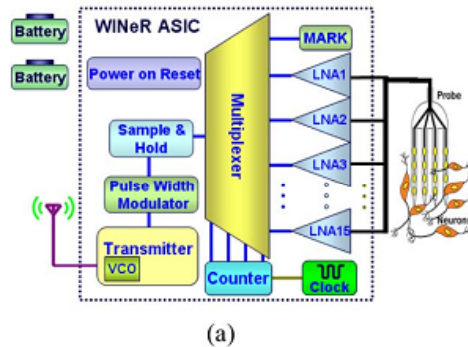 WINeR ASIC
Battery
Battery
Power on Reset
Multiplexer
MARK
LNA1
LNA2
LNA3
LNA15
Probe
Neurons
Sample &
Hold
Pulse Width
Modulator
Transmitter
VCO
Counter
Clock
(a)